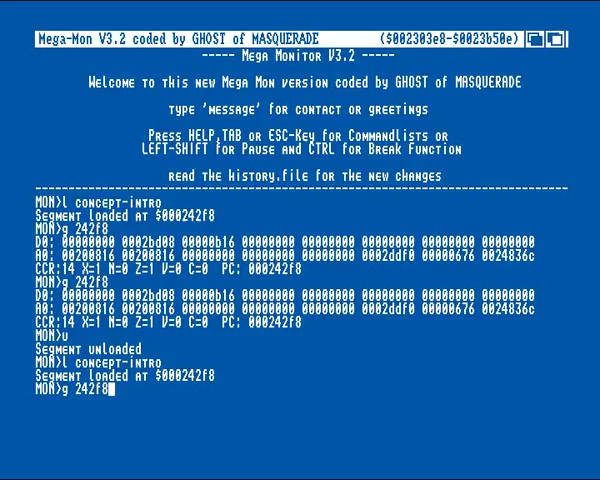 Mega-Mon V3.2 coded by GHOST of MASQUERADE ($002303e8-$0023b50e)
----- Mega Monitor V3.2 -----
Welcome to this new Mega Mon version coded by GHOST of MASQUERADE
type 'message' for contact or greetings
Press HELP,TAB or ESC-Key for Commandlists or
LEFT-SHIFT for Pause and CTRL for Break Function
read the history.file for the new changes
--------------------------------------------------------------------------------
MON>l concept-intro
Segment loaded at $000242f8
MON>g 242f8
D0: 00000000 0002bd08 00000b16 00000000 00000000 00000000 00000000 00000000
A0: 00200816 00200816 00000000 00000000 00000000 0002ddf0 00000676 0024836c
CCR:14 X=1 N=0 Z=1 V=0 C=0 PC: 000242f8
MON>g 242f8
D0: 00000000 0002bd08 00000b16 00000000 00000000 00000000 00000000 00000000
A0: 00200816 00200816 00000000 00000000 00000000 0002ddf0 00000676 0024836c
CCR:14 X=1 N=0 Z=1 V=0 C=0 PC: 000242f8
MON>u
Segment unloaded
MON>l concept-intro
Segment loaded at $000242f8
MON>g 242f8